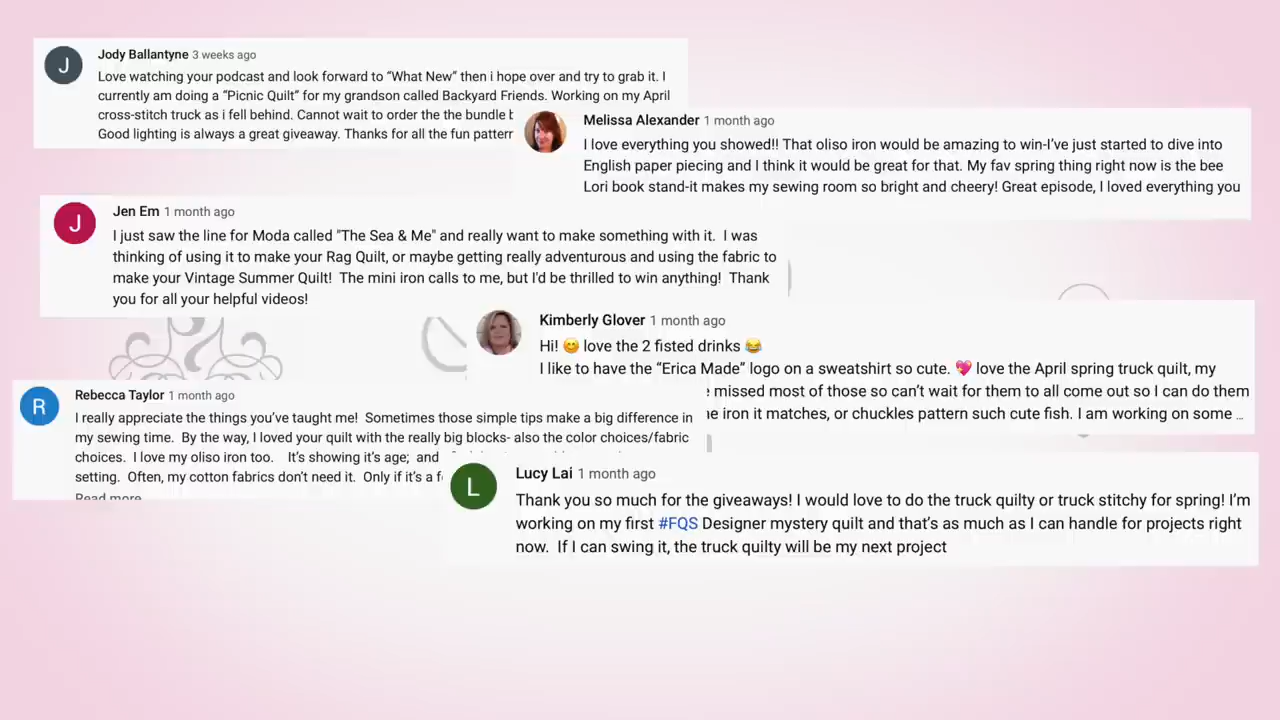 Jody Ballantyne 3 weeks ago
Love watching your podcast and look forward to “What New” then i hope over and try to grab it. I
currently am doing a “Picnic Quilt” for my grandson called Backyard Friends. Working on my April
cross-stitch truck as i fell behind. Cannot wait to order the the bundle
Good lighting is always a great giveaway. Thanks for all the fun pattern
Melissa Alexander 1 month ago
I love everything you showed!! That oliso iron would be amazing to win-I’ve just started to dive into
English paper piecing and I think it would be great for that. My fav spring thing right now is the bee
Lori book stand-it makes my sewing room so bright and cheery! Great episode, I loved everything you
Jen Em 1 month ago
I just saw the line for Moda called "The Sea & Me" and really want to make something with it. I was
thinking of using it to make your Rag Quilt, or maybe getting really adventurous and using the fabric to
make your Vintage Summer Quilt! The mini iron calls to me, but I'd be thrilled to win anything! Thank
you for all your helpful videos!
Kimberly Glover 1 month ago
Hi! 😊 love the 2 fisted drinks 😂
I like to have the “Erica Made” logo on a sweatshirt so cute. 💖 love the April spring truck quilt, my
missed most of those so can’t wait for them to all come out so I can do them
iron it matches, or chuckles pattern such cute fish. I am working on some ...
Rebecca Taylor 1 month ago
I really appreciate the things you’ve taught me! Sometimes those simple tips make a big difference in
my sewing time. By the way, I loved your quilt with the really big blocks- also the color choices/fabric
choices. I love my oliso iron too. It’s showing it’s age; and
setting. Often, my cotton fabrics don’t need it. Only if it’s a
Read more
Lucy Lai 1 month ago
Thank you so much for the giveaways! I would love to do the truck quilty or truck stitchy for spring! I’m
working on my first #FQS Designer mystery quilt and that’s as much as I can handle for projects right
now. If I can swing it, the truck quilty will be my next project